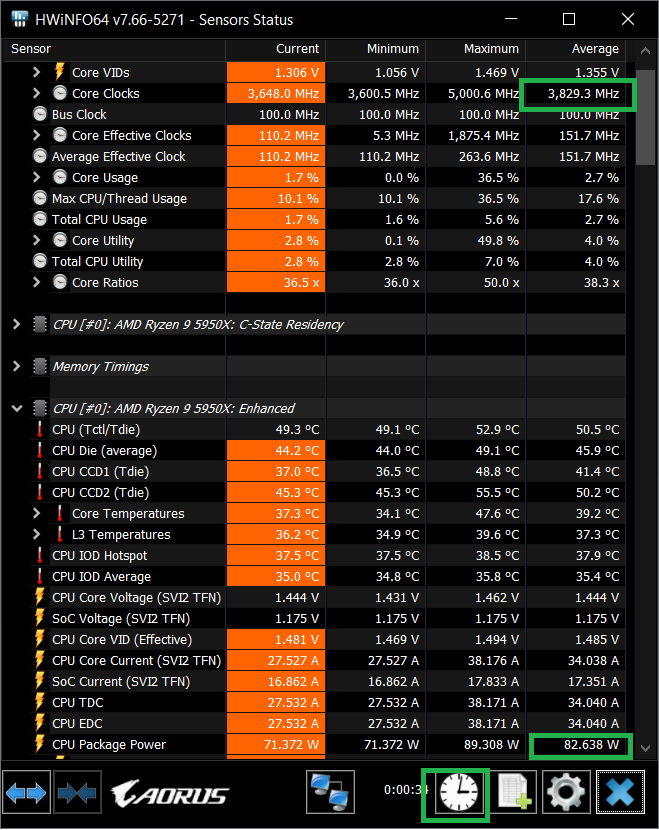 HWiNFO64 v7.66-5271 - Sensors Status
Sensor Current Minimum Maximum Average
Core VIDs 1.306 V 1.056 V 1.469 V 1.355 V
Core Clocks 3,648.0 MHz 3,600.5 MHz 5,000.6 MHz 3,829.3 MHz
Bus Clock 100.0 MHz 100.0 MHz 100.0 MHz 100.0 MHz
Core Effective Clocks 110.2 MHz 5.3 MHz 1,875.4 MHz 151.7 MHz
Average Effective Clock 110.2 MHz 110.2 MHz 263.6 MHz 151.7 MHz
Core Usage 1.7 % 0.0 % 36.5 % 2.7 %
Max CPU/Thread Usage 10.1 % 10.1 % 36.5 % 17.6 %
Total CPU Usage 1.7 % 1.6 % 5.6 % 2.7 %
Core Utility 2.8 % 0.1 % 49.8 % 4.0 %
Total CPU Utility 2.8 % 2.8 % 7.0 % 4.0 %
Core Ratios 36.5 x 36.0 x 50.0 x 38.3 x
CPU [#0]: AMD Ryzen 9 5950X: C-State Residency
Memory Timings
CPU [#0]: AMD Ryzen 9 5950X: Enhanced
CPU (Tctl/Tdie) 49.3 °C 49.1 °C 52.9 °C 50.5 °C
CPU Die (average) 44.2 °C 44.0 °C 49.1 °C 45.9 °C
CPU CCD1 (Tdie) 37.0 °C 36.5 °C 48.8 °C 41.4 °C
CPU CCD2 (Tdie) 45.3 °C 45.3 °C 55.5 °C 50.2 °C
Core Temperatures 37.3 °C 34.1 °C 47.6 °C 39.2 °C
L3 Temperatures 36.2 °C 34.9 °C 39.6 °C 37.3 °C
CPU IOD Hotspot 37.5 °C 37.5 °C 38.5 °C 37.9 °C
CPU IOD Average 35.0 °C 34.8 °C 35.8 °C 35.4 °C
CPU Core Voltage (SVI2 TFN) 1.444 V 1.431 V 1.462 V 1.444 V
SoC Voltage (SVI2 TFN) 1.175 V 1.175 V 1.175 V 1.175 V
CPU Core VID (Effective) 1.481 V 1.469 V 1.494 V 1.485 V
CPU Core Current (SVI2 TFN) 27.527 A 27.527 A 38.176 A 34.038 A
SoC Current (SVI2 TFN) 16.862 A 16.862 A 17.833 A 17.351 A
CPU TDC 27.532 A 27.532 A 38.171 A 34.040 A
CPU EDC 27.532 A 27.532 A 38.171 A 34.040 A
CPU Package Power 71.372 W 71.372 W 89.308 W 82.638 W
AORUS 0:00:34